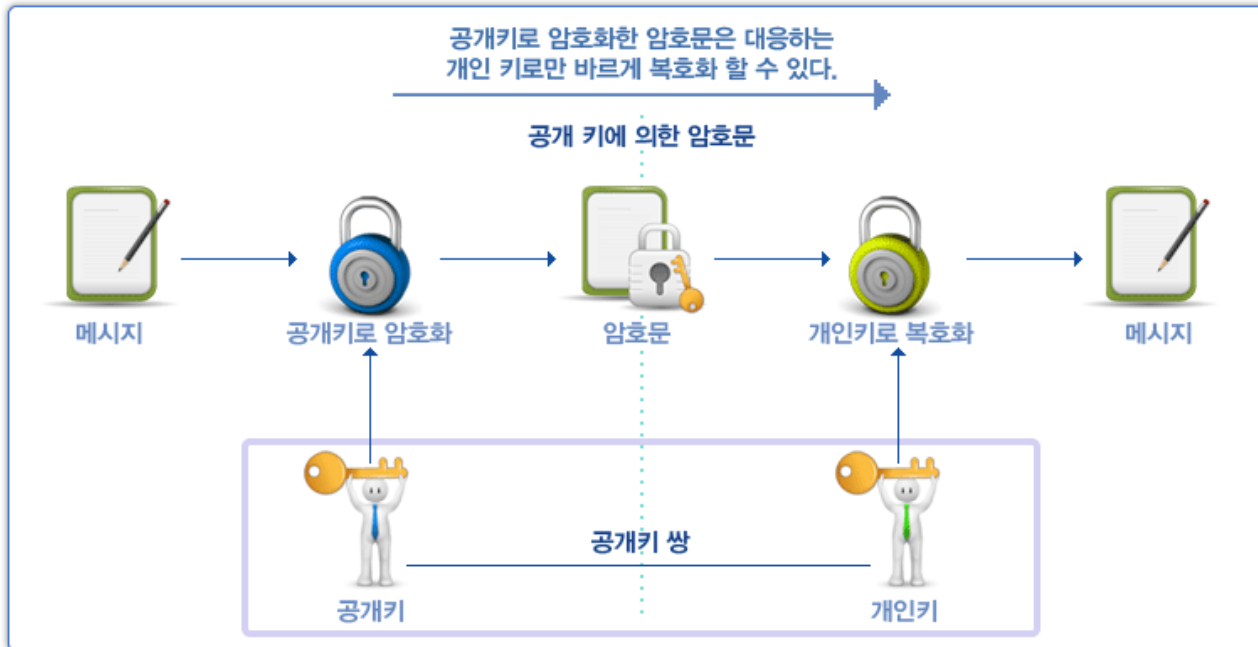 공개키로 암호화한 암호문은 대응하는
개인 키로만 바르게 복호화 할 수 있다.
공개 키에 의한 암호문
메시지
공개키로 암호화
암호문
개인키로 복호화
메시지
공개키 쌍
공개키
개인키